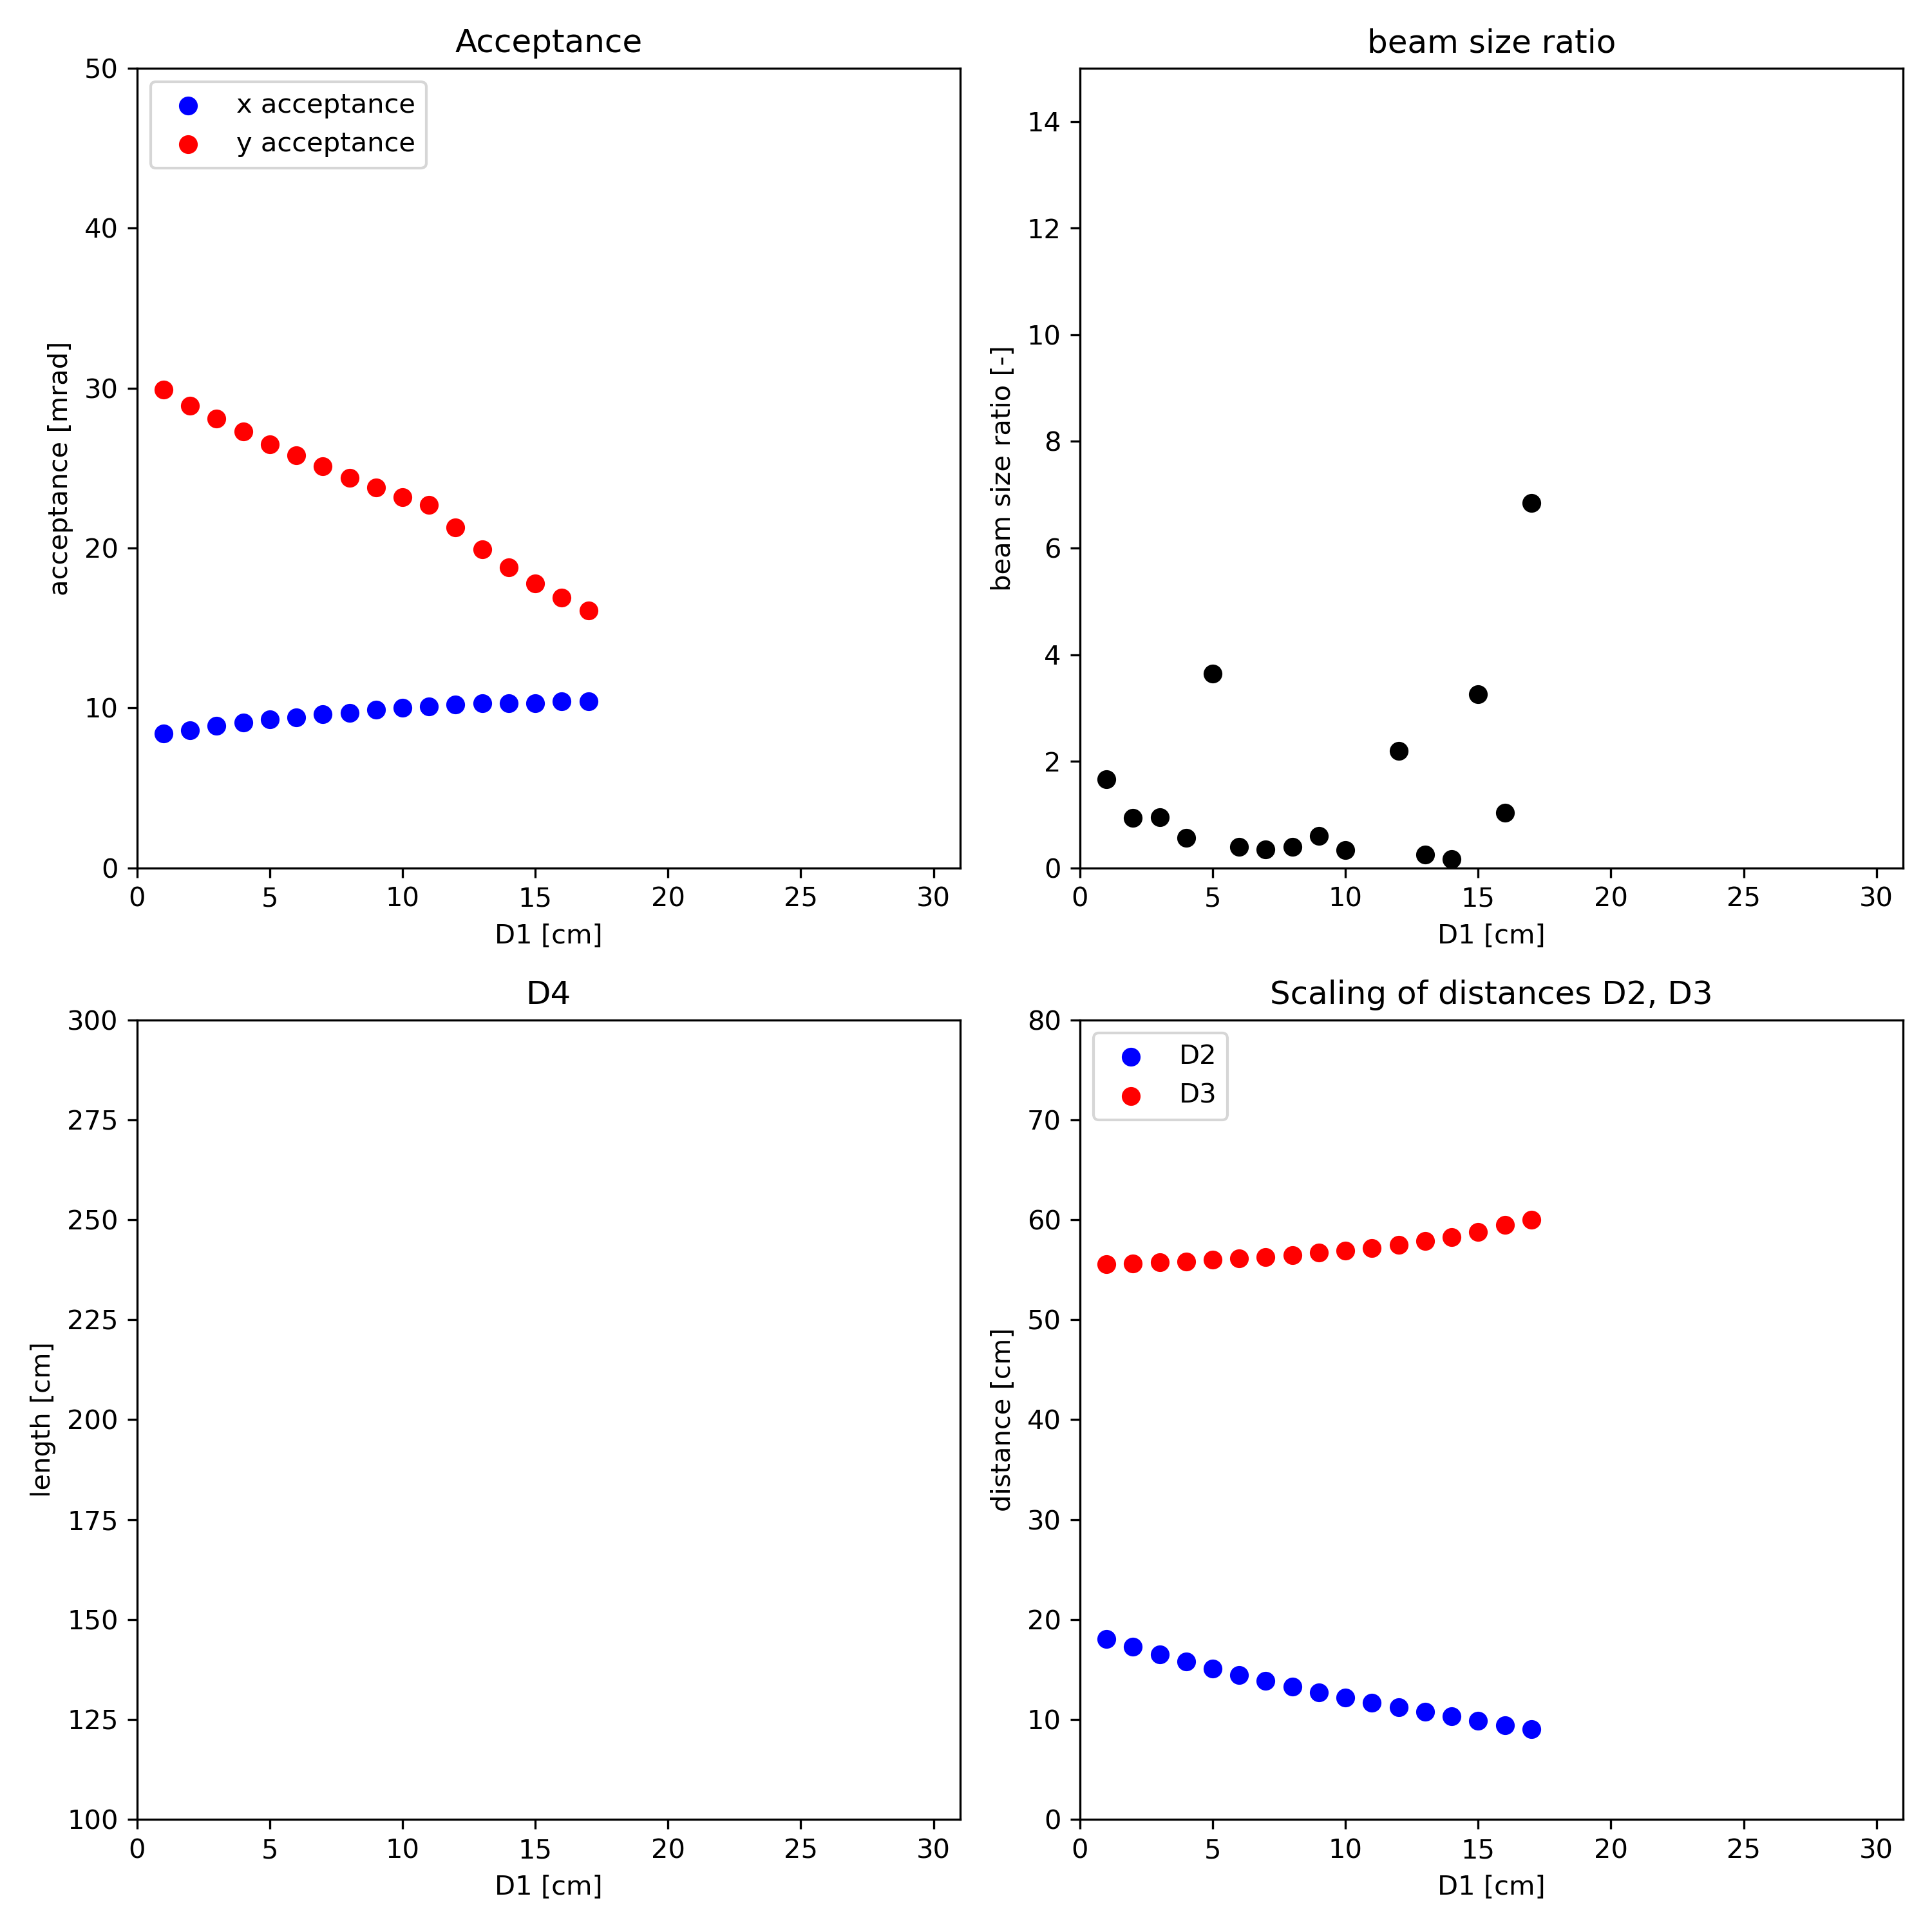 Acceptance
50
40
30
20
10
0
acceptance [mrad]
x acceptance
y acceptance
0 5 10 15 20 25 30
D1 [cm]
beam size ratio
14
12
10
8
6
4
2
0
beam size ratio [-]
0 5 10 15 20 25 30
D1 [cm]
D4
300
275
250
225
200
175
150
125
100
length [cm]
0 5 10 15 20 25 30
D1 [cm]
Scaling of distances D2, D3
80
70
60
50
40
30
20
10
0
distance [cm]
D2
D3
0 5 10 15 20 25 30
D1 [cm]